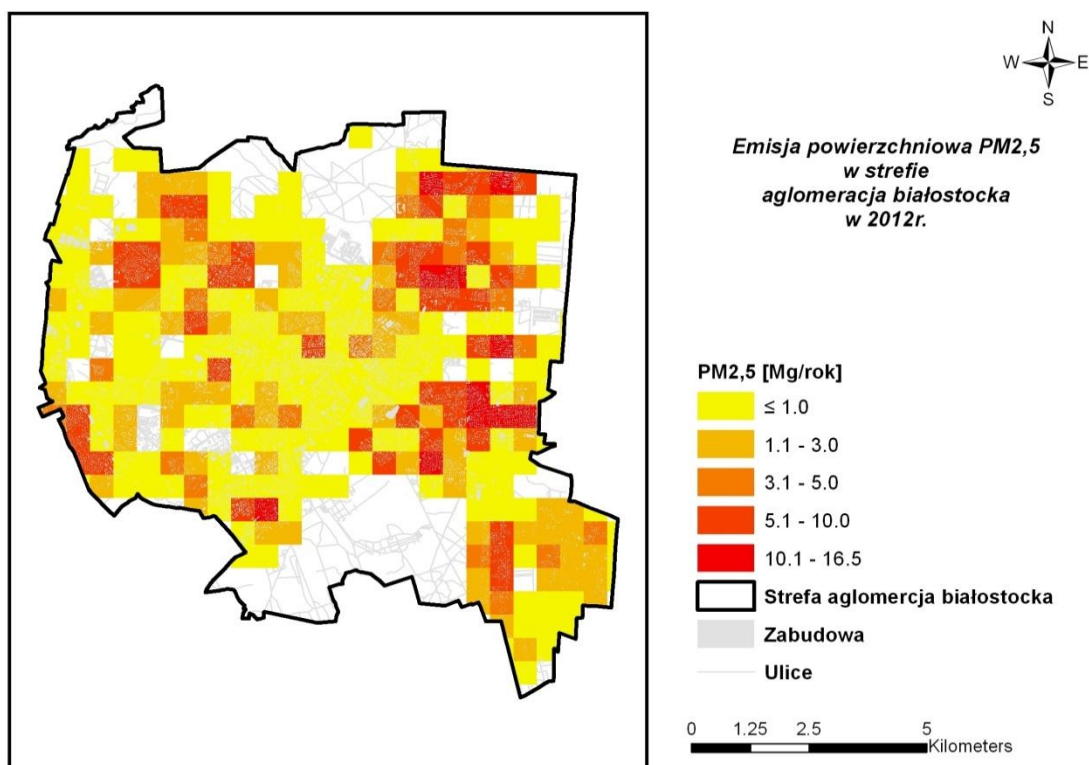 N
W E
S
Emisja powierzchniowa PM2,5
w strefie
aglomeracja białostocka
w 2012r.
PM2,5 [Mg/rok]
≤ 1.0
1.1 - 3.0
3.1 - 5.0
5.1 - 10.0
10.1 - 16.5
Strefa aglomercja białostocka
Zabudowa
Ulice
0 1.25 2.5 5
Kilometers